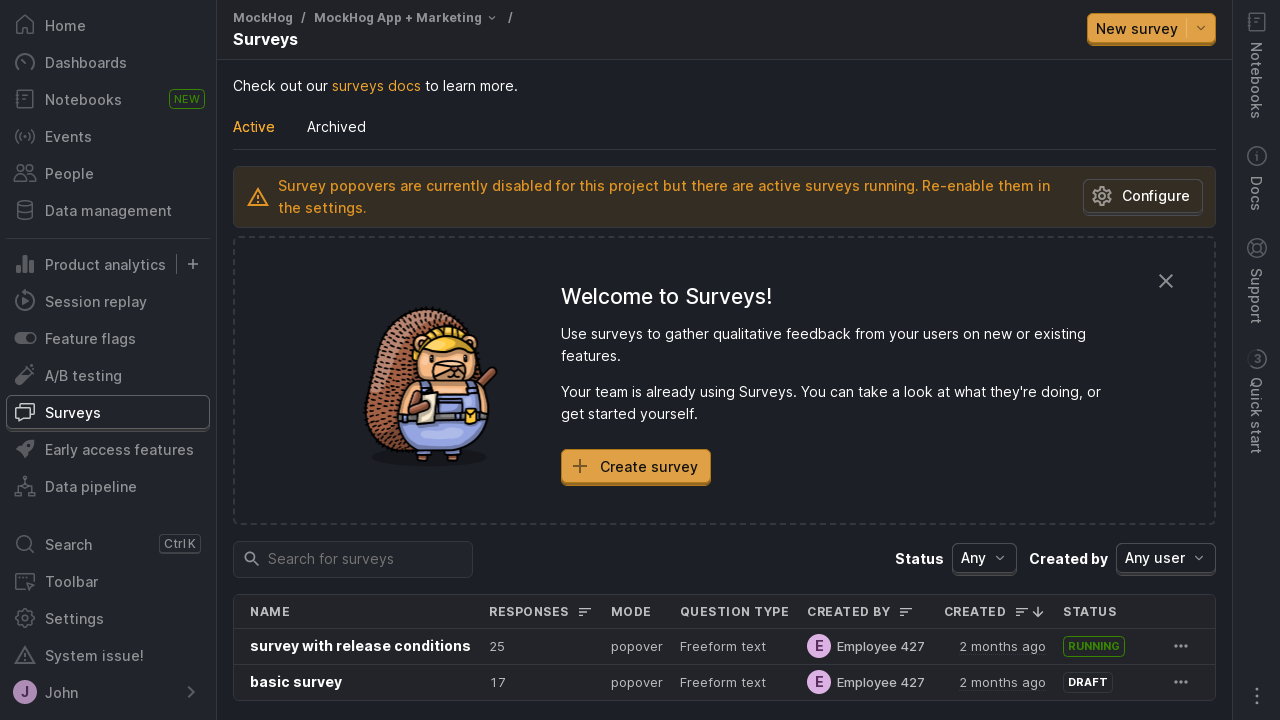 Home
Dashboards
Notebooks NEW
Events
People
Data management
Product analytics
Session replay
Feature flags
A/B testing
Surveys
Early access features
Data pipeline
Search Ctrl K
Toolbar
Settings
System issue!
J John
MockHog / MockHog App + Marketing /
Surveys
New survey
Check out our surveys docs to learn more.
Active Archived
Survey popovers are currently disabled for this project but there are active surveys running. Re-enable them in
the settings.
Configure
Welcome to Surveys!
Use surveys to gather qualitative feedback from your users on new or existing
features.
Your team is already using Surveys. You can take a look at what they're doing, or
get started yourself.
Create survey
Search for surveys
Status Any Created by Any user
NAME RESPONSES MODE QUESTION TYPE CREATED BY CREATED STATUS
survey with release conditions 25 popover Freeform text E Employee 427 2 months ago RUNNING
basic survey 17 popover Freeform text E Employee 427 2 months ago DRAFT
Notebooks
Docs
Support
3 Quick start